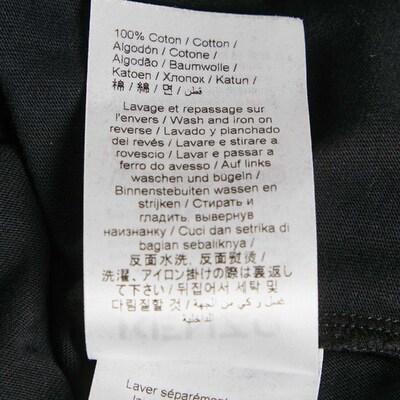 100% Coton / Cotton /
Algodón / Cotone /
Algodão / Baumwolle /
Katoen / Хлопок / Katun /
棉 / 綿 / 면 / قطن /
Lavage et repassage sur
l'envers / Wash and iron on
reverse / Lavado y planchado
del revés / Lavare e stirare a
rovescio / Lavar e passar a
ferro do avesso / Auf links
waschen und bügeln /
Binnenstebuiten wassen en
strijken / Стирать и
гладить, вывернув
наизнанку / Cuci dan setrika di
bagian sebaliknya /
反面水洗, 反面熨烫 /
洗濯、アイロン掛けの際は裏返し
て下さい / 뒤집어서 세탁 및
다림질할 것 / غسل و كي من الجهة
الداخلية
Laver séparément